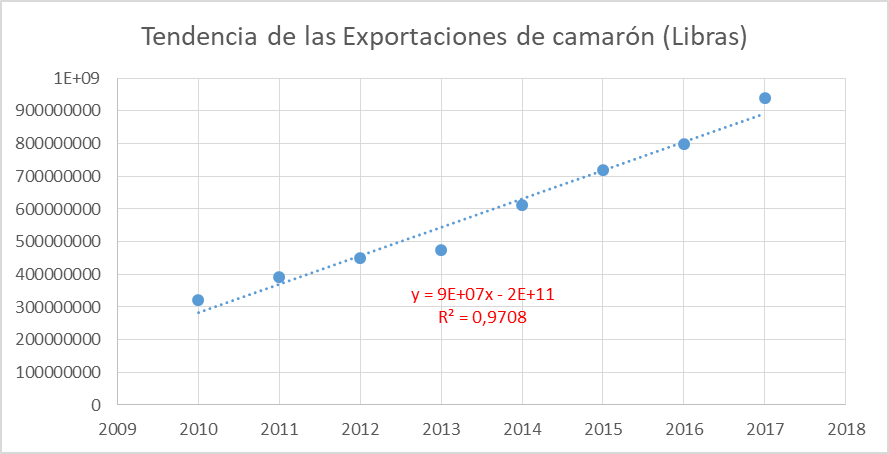 Tendencia de las Exportaciones de camarón (Libras)
1E+09
900000000
800000000
700000000
600000000
500000000
400000000
300000000
200000000
100000000
0
y = 9E+07x - 2E+11
R² = 0,9708
2009 2010 2011 2012 2013 2014 2015 2016 2017 2018